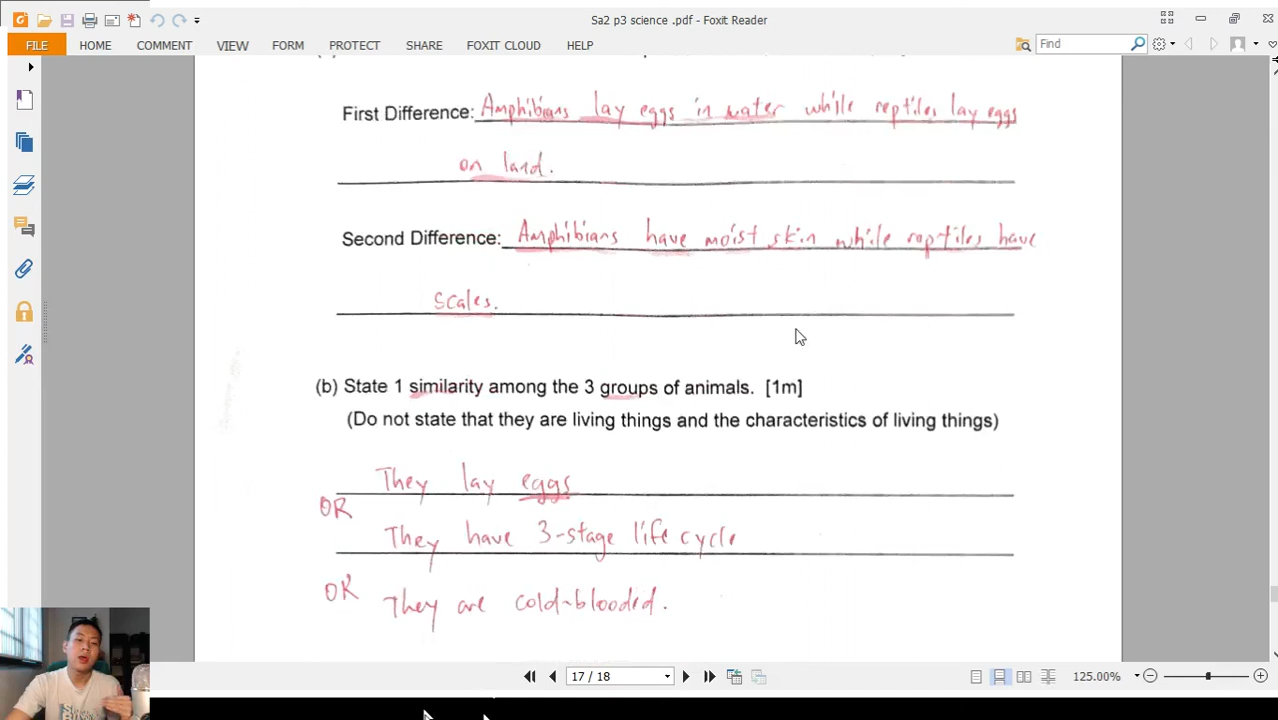 Sa2 p3 science .pdf - Foxit Reader
FILE HOME COMMENT VIEW FORM PROTECT SHARE FOXIT CLOUD HELP Find
First Difference: Amphibians lay eggs in water while reptiles lay eggs
on land.
Second Difference: Amphibians have moist skin while reptiles have
scales.
(b) State 1 similarity among the 3 groups of animals. [1m]
(Do not state that they are living things and the characteristics of living things)
They lay eggs
OR
They have 3-stage life cycle
OR They are cold-blooded.
17 / 18 125.00%